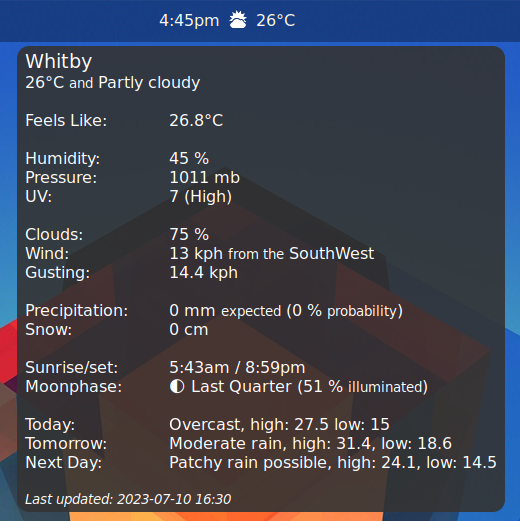 4:45pm 26°C
Whitby
26°C and Partly cloudy
Feels Like: 26.8°C
Humidity: 45 %
Pressure: 1011 mb
UV: 7 (High)
Clouds: 75 %
Wind: 13 kph from the SouthWest
Gusting: 14.4 kph
Precipitation: 0 mm expected (0 % probability)
Snow: 0 cm
Sunrise/set: 5:43am / 8:59pm
Moonphase: 🌗 Last Quarter (51 % illuminated)
Today: Overcast, high: 27.5 low: 15
Tomorrow: Moderate rain, high: 31.4, low: 18.6
Next Day: Patchy rain possible, high: 24.1, low: 14.5
Last updated: 2023-07-10 16:30